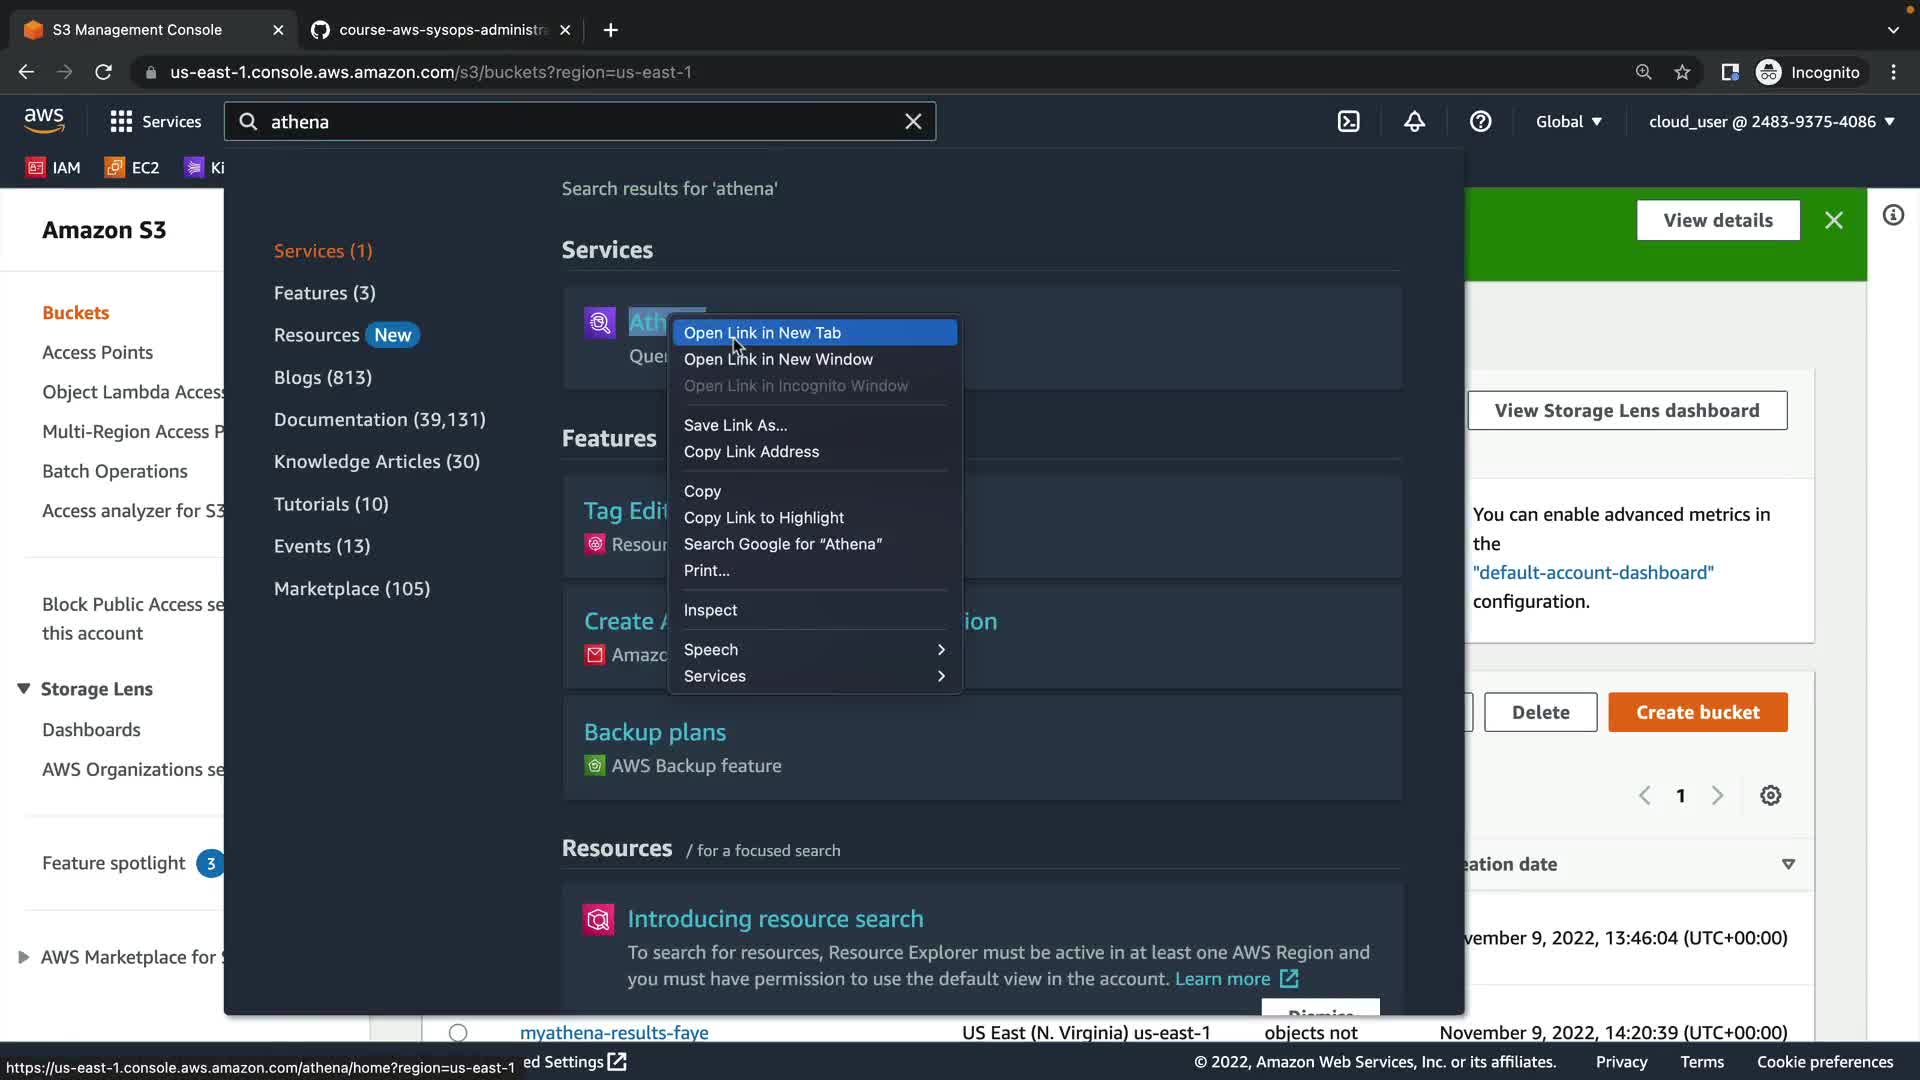 S3 Management Console
course-aws-sysops-administra
us-east-1.console.aws.amazon.com/s3/buckets?region=us-east-1
Incognito
aws
Services
athena
Global
cloud_user @ 2483-9375-4086
IAM
EC2
Ki
Search results for 'athena'
Amazon S3
View details
Services
Services (1)
Features (3)
Resources New
Blogs (813)
Documentation (39,131)
Knowledge Articles (30)
Tutorials (10)
Events (13)
Marketplace (105)
Buckets
Access Points
Object Lambda Access
Multi-Region Access P
Batch Operations
Access analyzer for S3
Block Public Access se
this account
Storage Lens
Dashboards
AWS Organizations se
Feature spotlight 3
AWS Marketplace for S
Ath
Quer
Open Link in New Tab
Open Link in New Window
Open Link in Incognito Window
Save Link As...
Copy Link Address
Copy
Copy Link to Highlight
Search Google for “Athena”
Print...
Inspect
Speech
Services
Features
Tag Edit
Resour
Create A
ion
Amazo
Backup plans
AWS Backup feature
Resources / for a focused search
Introducing resource search
To search for resources, Resource Explorer must be active in at least one AWS Region and
you must have permission to use the default view in the account. Learn more
Dismiss
View Storage Lens dashboard
You can enable advanced metrics in
the
"default-account-dashboard"
configuration.
Delete
Create bucket
1
eation date
vember 9, 2022, 13:46:04 (UTC+00:00)
myathena-results-faye
US East (N. Virginia) us-east-1
objects not
November 9, 2022, 14:20:39 (UTC+00:00)
https://us-east-1.console.aws.amazon.com/athena/home?region=us-east-1
ed Settings
© 2022, Amazon Web Services, Inc. or its affiliates.
Privacy
Terms
Cookie preferences